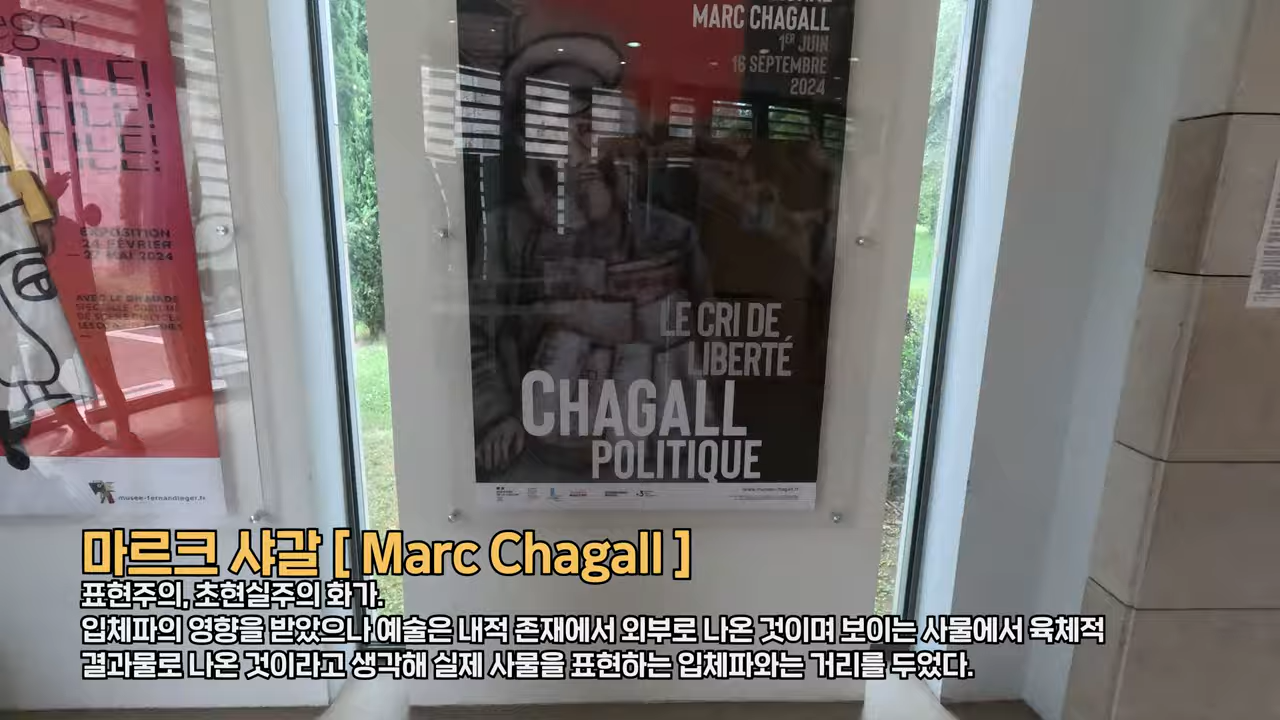 eger
FILE!
FILE!
FILE!
EXPOSITION
24 FÉVRIER
— 27 MAI 2024
musee-fernandleger.fr
MARC CHAGALL
1ER JUIN
16 SEPTEMBRE
2024
LE CRI DE
LIBERTÉ
CHAGALL
POLITIQUE
마르크 샤갈 [ Marc Chagall ]
표현주의, 초현실주의 화가.
입체파의 영향을 받았으나 예술은 내적 존재에서 외부로 나온 것이며 보이는 사물에서 육체적
결과물로 나온 것이라고 생각해 실제 사물을 표현하는 입체파와는 거리를 두었다.